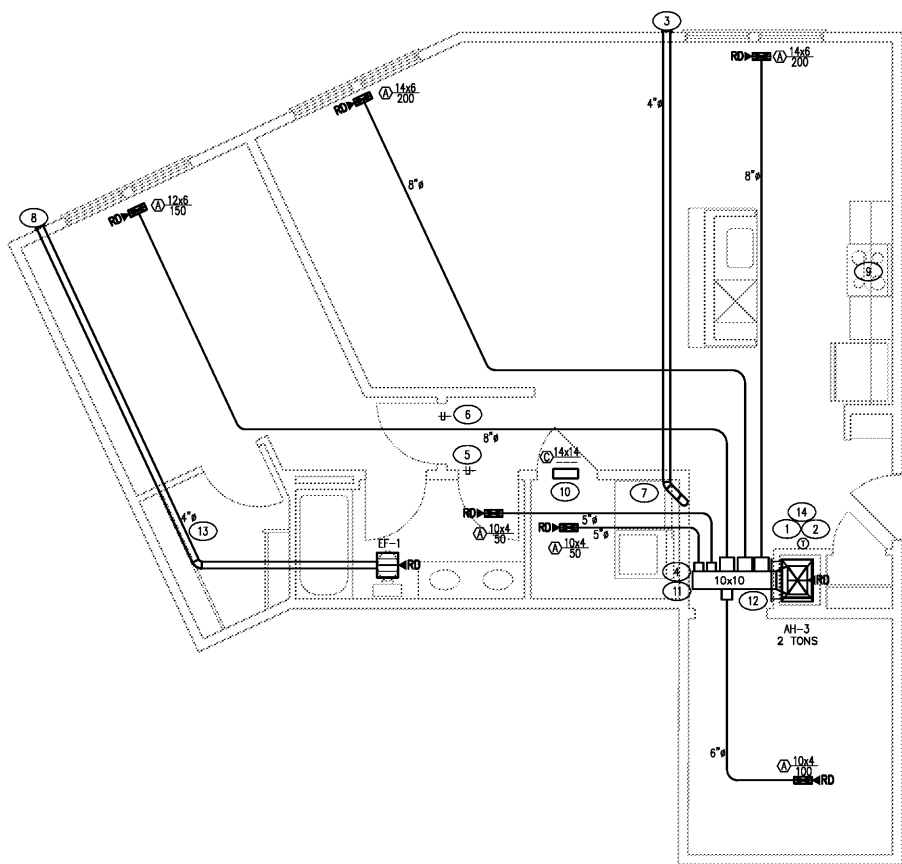 3
RD A 14x6
200
RD A 14x6
200
4"ø
8"ø
8"ø
RD A 12x6
150
8
9
6
8"ø
5
C 14x14
10
7
RD
A 10x4
50
5"ø
RD
5"ø
A 10x4
50
4"ø
13
EF-1
RD
14
1 2
T
4
10x10
RD
11
12
AH-3
2 TONS
6"ø
A 10x4
100
RD